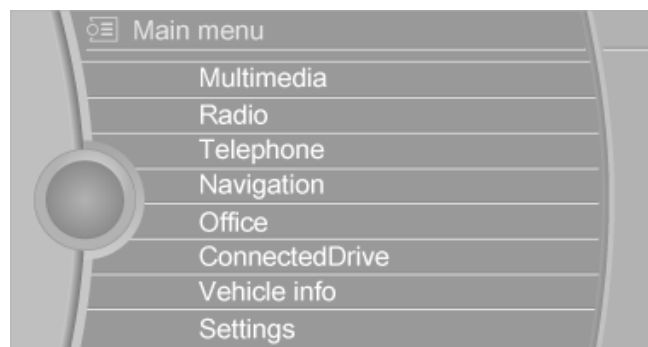 Main menu
Multimedia
Radio
Telephone
Navigation
Office
ConnectedDrive
Vehicle info
Settings